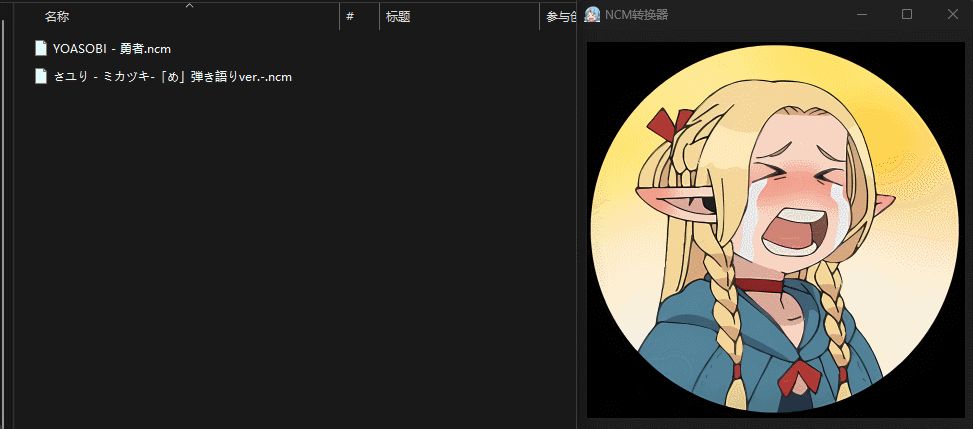 名称
#
标题
参与创
YOASOBI - 勇者.ncm
さユり - ミカヅキ-「め」弾き語りver.-.ncm
NCM转换器